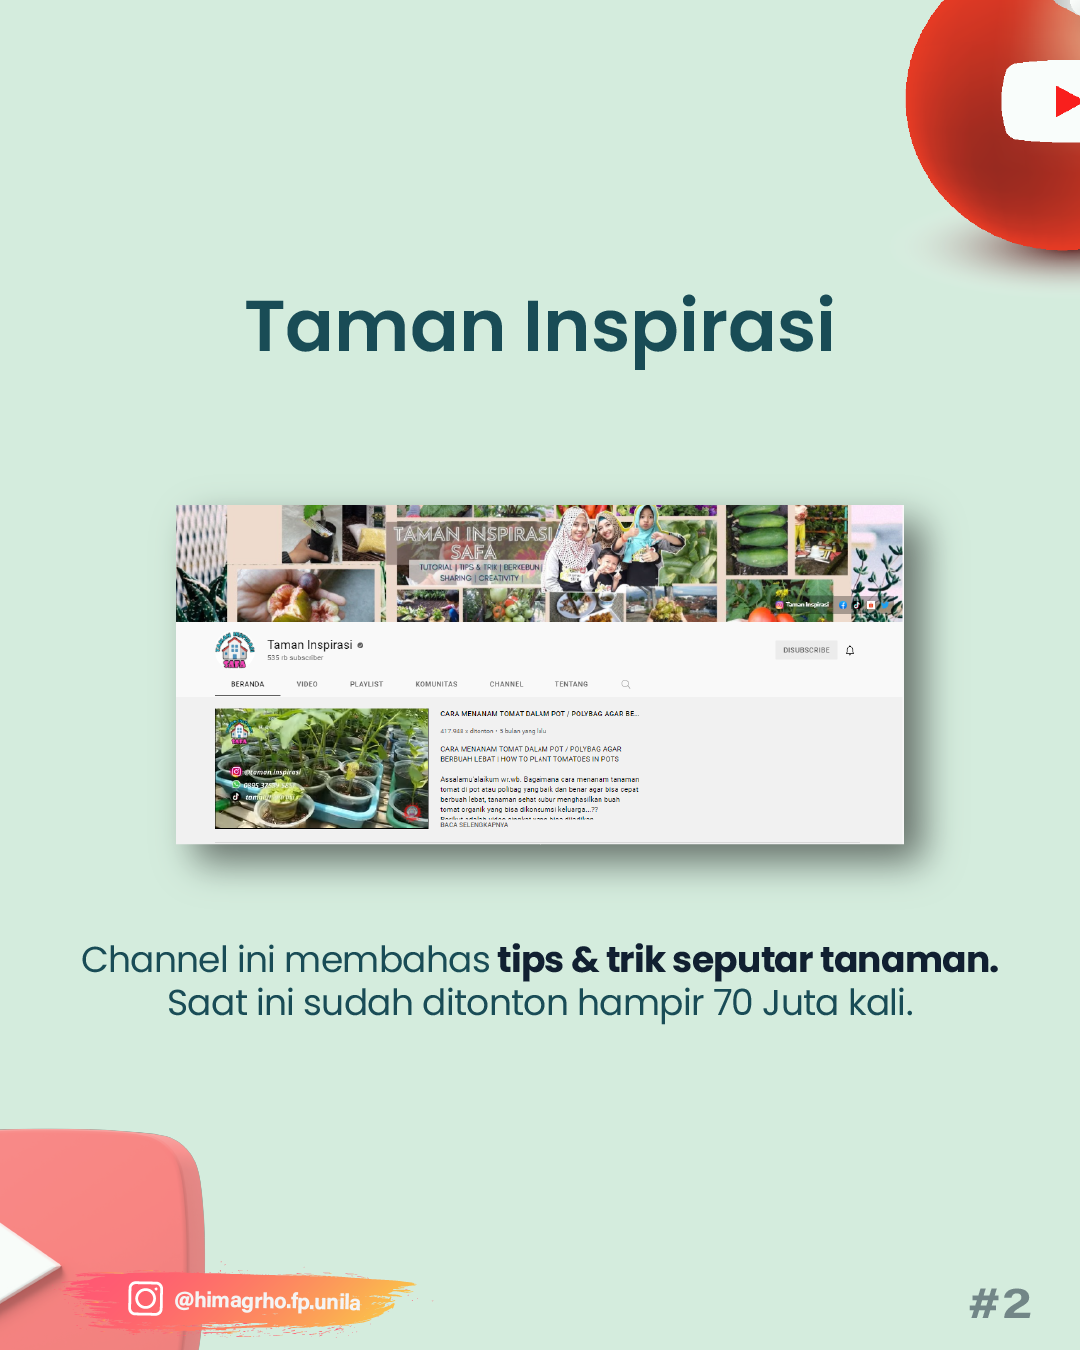 Taman Inspirasi
TAMAN INSPIRASI
SAFA
TUTORIAL | TIPS & TRIK | BERKEBUN
SHARING | CREATIVITY |
Taman Inspirasi
TAMAN INSPIRASI
SAFA
Taman Inspirasi
535 rb subscriber
DISUBSCRIBE
BERANDA VIDEO PLAYLIST KOMUNITAS CHANNEL TENTANG
@taman.inspirasi
CARA MENANAM TOMAT DALAM POT / POLYBAG AGAR BE...
x ditonton • 5 bulan yang lalu
CARA MENANAM TOMAT DALAM POT / POLYBAG AGAR
BERBUAH LEBAT | HOW TO PLANT TOMATOES IN POTS
Assalamu'alaikum wr.wb. Bagaimana cara menanam tanaman
tomat di pot atau polibag yang baik dan benar agar bisa cepat
berbuah lebat, tanaman sehat subur menghasilkan buah
tomat organik yang bisa dikonsumsi keluarga...??
BACA SELENGKAPNYA
Channel ini membahas tips & trik seputar tanaman.
Saat ini sudah ditonton hampir 70 Juta kali.
@himagrho.fp.unila
#2